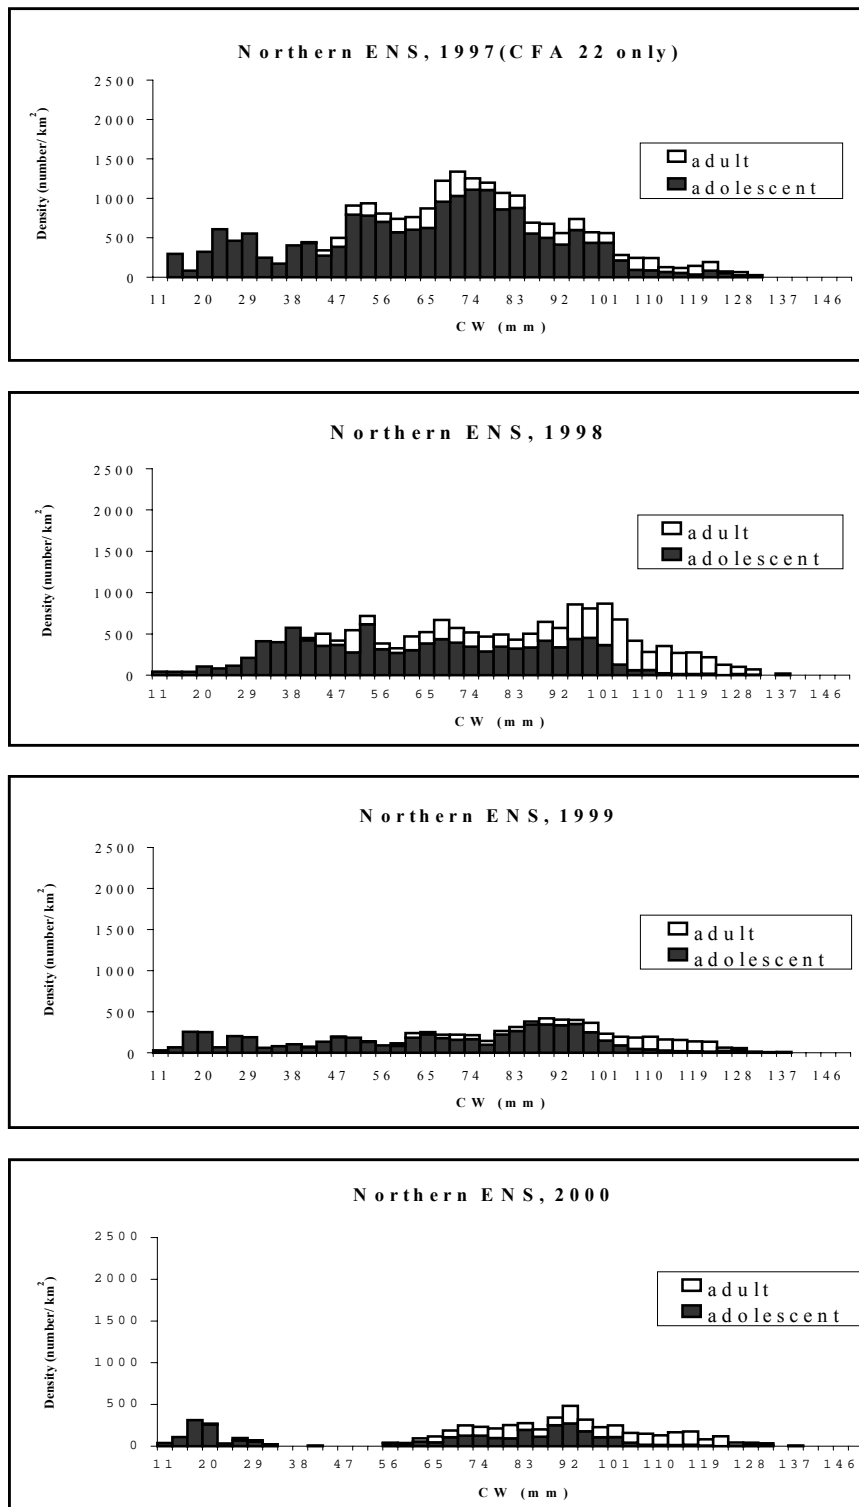 Northern ENS, 1997(CFA 22 only)
Density (number/km²)
2500
2000
1500
1000
500
0
adult
adolescent
11 20 29 38 47 56 65 74 83 92 101 110 119 128 137 146
CW (mm)
Northern ENS, 1998
Density (number/km²)
2500
2000
1500
1000
500
0
adult
adolescent
11 20 29 38 47 56 65 74 83 92 101 110 119 128 137 146
CW (mm)
Northern ENS, 1999
Density (number/km²)
2500
2000
1500
1000
500
0
adult
adolescent
11 20 29 38 47 56 65 74 83 92 101 110 119 128 137 146
CW (mm)
Northern ENS, 2000
Density (number/km²)
2500
2000
1500
1000
500
0
adult
adolescent
11 20 29 38 47 56 65 74 83 92 101 110 119 128 137 146
CW (mm)